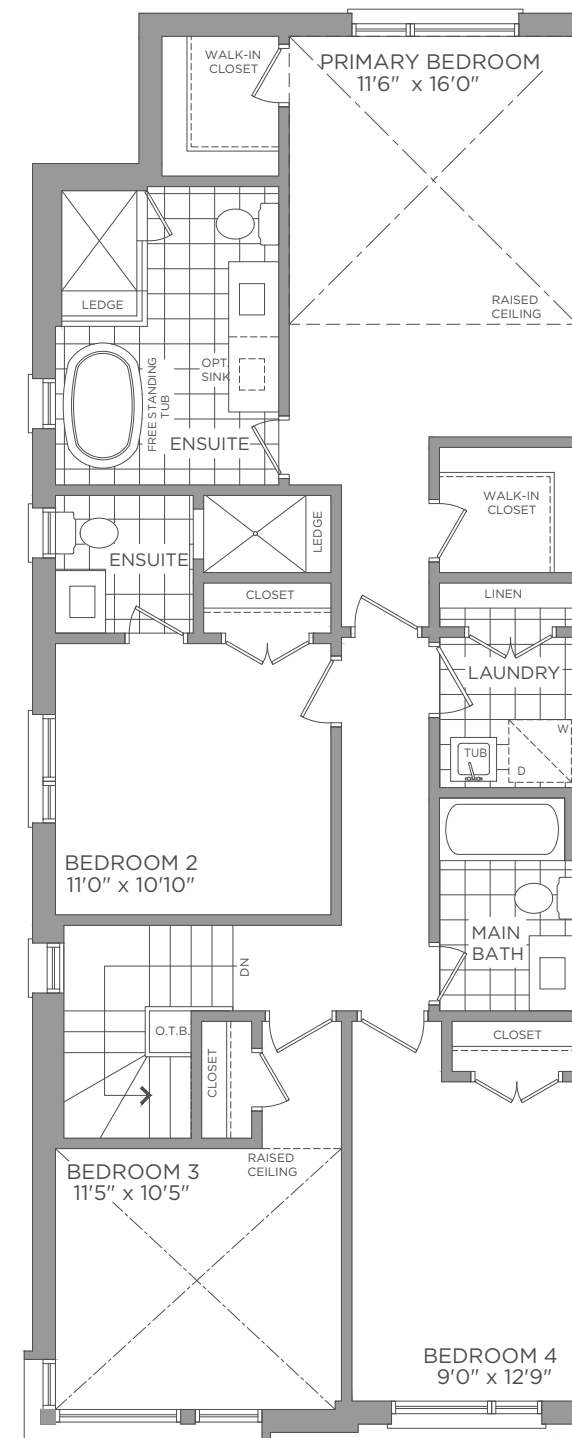 WALK-IN
CLOSET
PRIMARY BEDROOM
11'6" x 16'0"
RAISED
CEILING
LEDGE
OPT.
SINK
FREE STANDING
TUB
ENSUITE
ENSUITE
LEDGE
WALK-IN
CLOSET
CLOSET
LINEN
LAUNDRY
TUB
W
D
BEDROOM 2
11'0" x 10'10"
MAIN
BATH
DN
O.T.B.
CLOSET
CLOSET
BEDROOM 3
11'5" x 10'5"
RAISED
CEILING
BEDROOM 4
9'0" x 12'9"